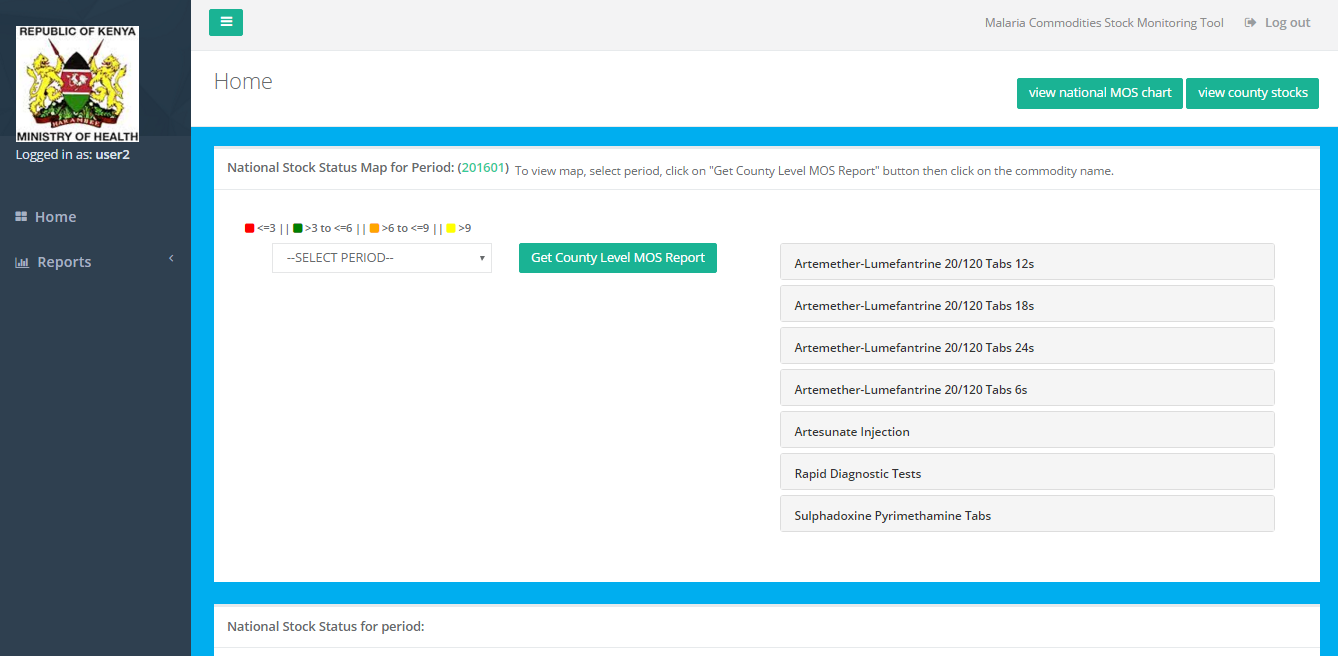 REPUBLIC OF KENYA
HARAMBEE
MINISTRY OF HEALTH
Logged in as: user2
Home
Reports
Malaria Commodities Stock Monitoring Tool
Log out
Home
view national MOS chart
view county stocks
National Stock Status Map for Period: (201601) To view map, select period, click on "Get County Level MOS Report" button then click on the commodity name.
<=3 || >3 to <=6 || >6 to <=9 || >9
--SELECT PERIOD--
Get County Level MOS Report
Artemether-Lumefantrine 20/120 Tabs 12s
Artemether-Lumefantrine 20/120 Tabs 18s
Artemether-Lumefantrine 20/120 Tabs 24s
Artemether-Lumefantrine 20/120 Tabs 6s
Artesunate Injection
Rapid Diagnostic Tests
Sulphadoxine Pyrimethamine Tabs
National Stock Status for period: